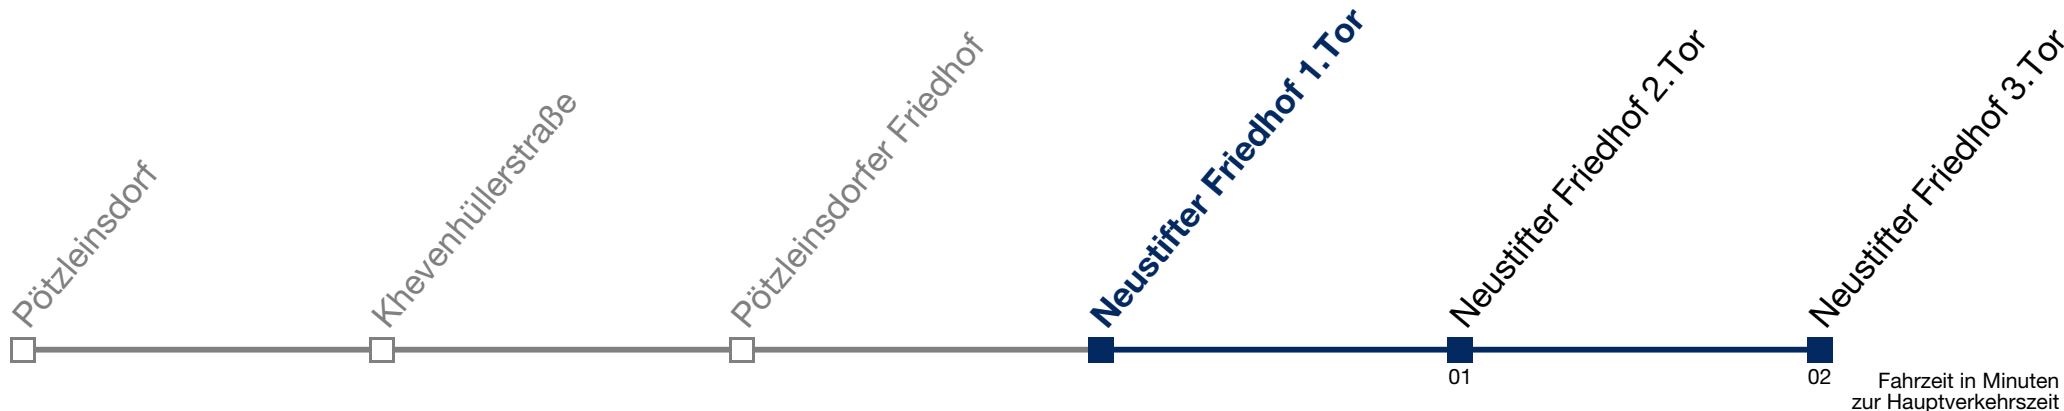 Pötzleinsdorf
Khevenhüllerstraße
Pötzleinsdorfer Friedhof
Neustifter Friedhof 1.Tor
Neustifter Friedhof 2.Tor
Neustifter Friedhof 3.Tor
01
02
Fahrzeit in Minuten
zur Hauptverkehrszeit